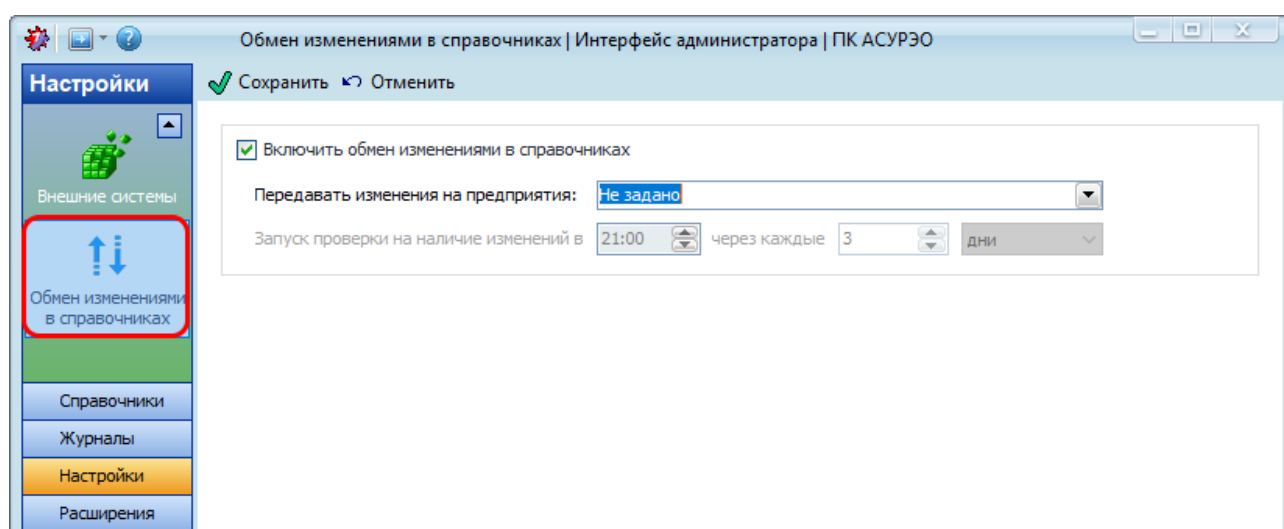 Обмен изменениями в справочниках | Интерфейс администратора | ПК АСУРЭО
Настройки
Сохранить Отменить
Внешние системы
Обмен изменениями
в справочниках
Включить обмен изменениями в справочниках
Передавать изменения на предприятия: Не задано
Запуск проверки на наличие изменений в 21:00 через каждые 3 дни
Справочники
Журналы
Настройки
Расширения